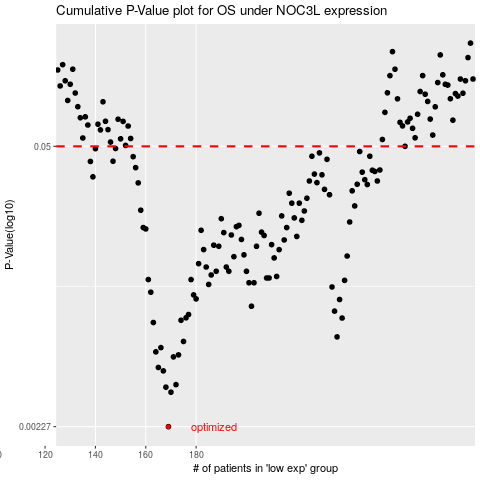 Cumulative P-Value plot for OS under NOC3L expression
P-Value(log10)
0.05
0.00227
optimized
0 120 140 160 180
# of patients in 'low exp' group